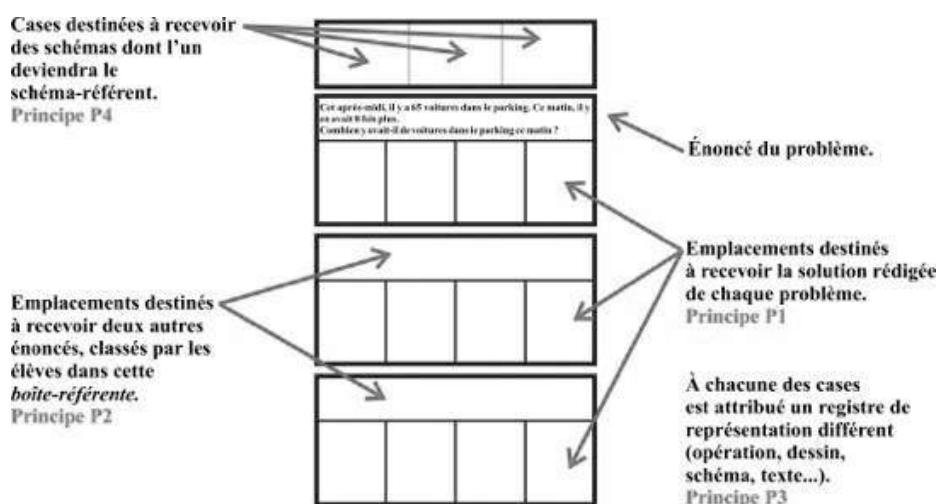 Cases destinées à recevoir
des schémas dont l'un
deviendra le
schéma-référent.
Principe P4
Cet après-midi, il y a 65 voitures dans le parking. Ce matin, il y
en avait 8 fois plus.
Combien y avait-il de voitures dans le parking ce matin ?
Énoncé du problème.
Emplacements destinés
à recevoir la solution rédigée
de chaque problème.
Principe P1
Emplacements destinés
à recevoir deux autres
énoncés, classés par les
élèves dans cette
boîte-référente.
Principe P2
À chacune des cases
est attribué un registre de
représentation différent
(opération, dessin,
schéma, texte...).
Principe P3